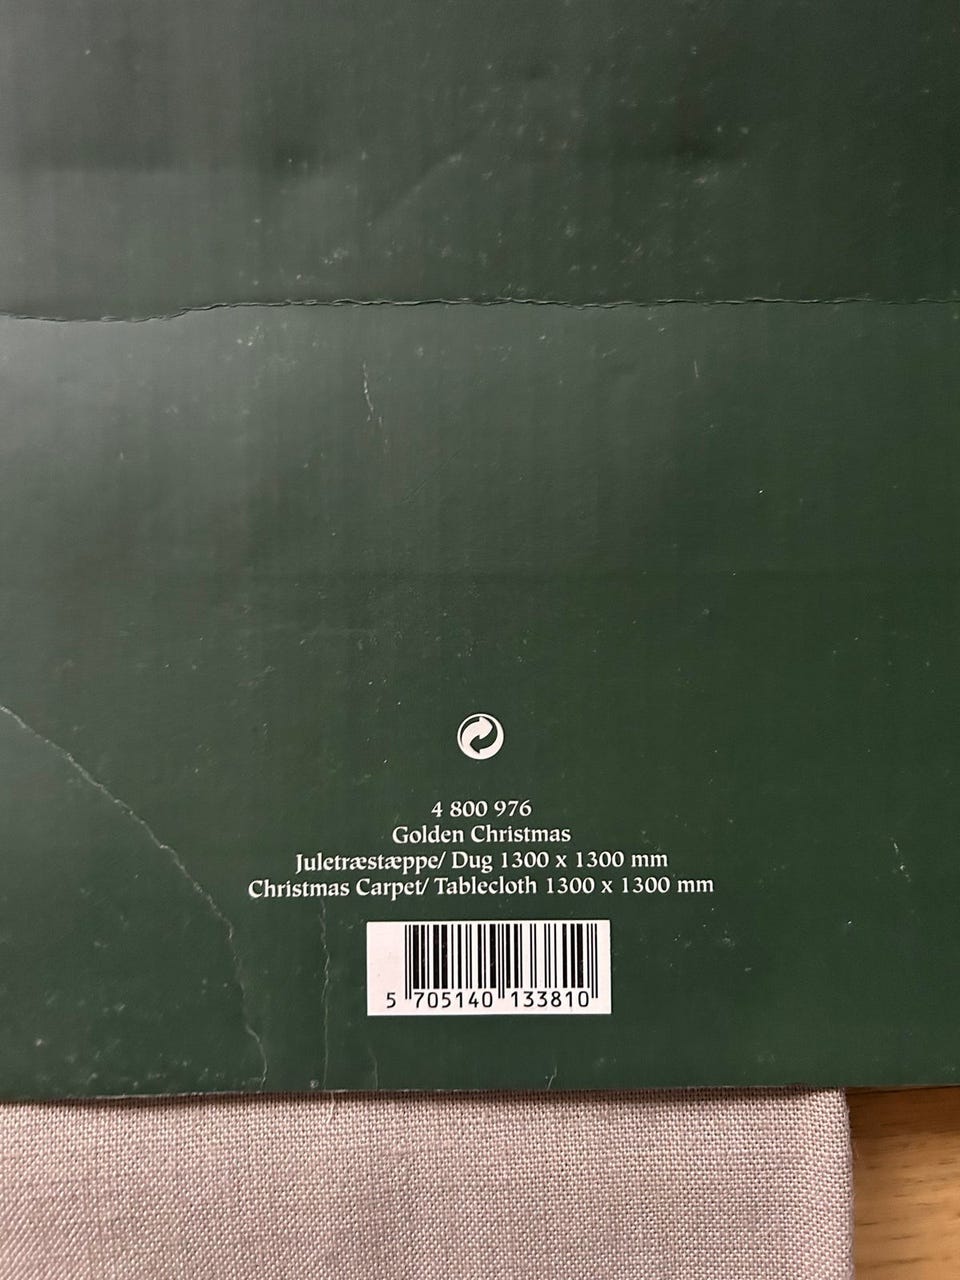 4 800 976
Golden Christmas
Juletræstæppe/ Dug 1300 x 1300 mm
Christmas Carpet/ Tablecloth 1300 x 1300 mm
5 705140 133810